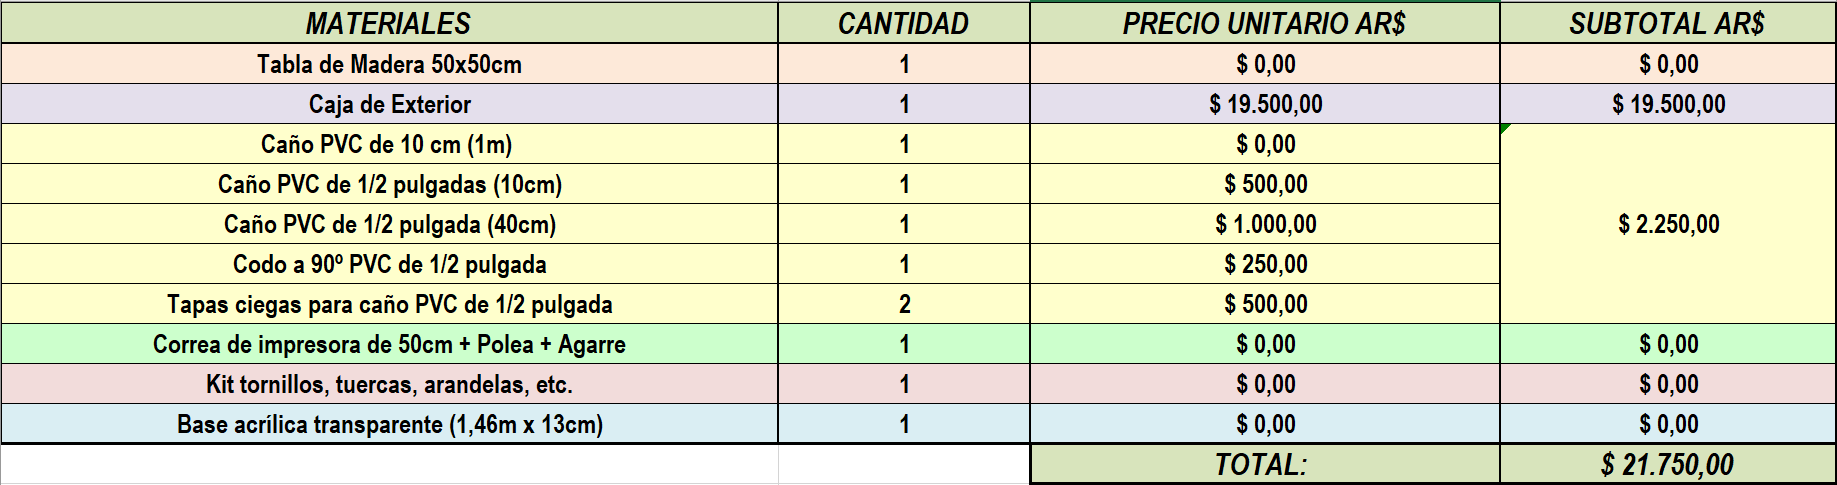 MATERIALES CANTIDAD PRECIO UNITARIO AR$ SUBTOTAL AR$
Tabla de Madera 50x50cm 1 $ 0,00 $ 0,00
Caja de Exterior 1 $ 19.500,00 $ 19.500,00
Caño PVC de 10 cm (1m) 1 $ 0,00
Caño PVC de 1/2 pulgadas (10cm) 1 $ 500,00
Caño PVC de 1/2 pulgada (40cm) 1 $ 1.000,00 $ 2.250,00
Codo a 90º PVC de 1/2 pulgada 1 $ 250,00
Tapas ciegas para caño PVC de 1/2 pulgada 2 $ 500,00
Correa de impresora de 50cm + Polea + Agarre 1 $ 0,00 $ 0,00
Kit tornillos, tuercas, arandelas, etc. 1 $ 0,00 $ 0,00
Base acrílica transparente (1,46m x 13cm) 1 $ 0,00 $ 0,00
TOTAL: $ 21.750,00